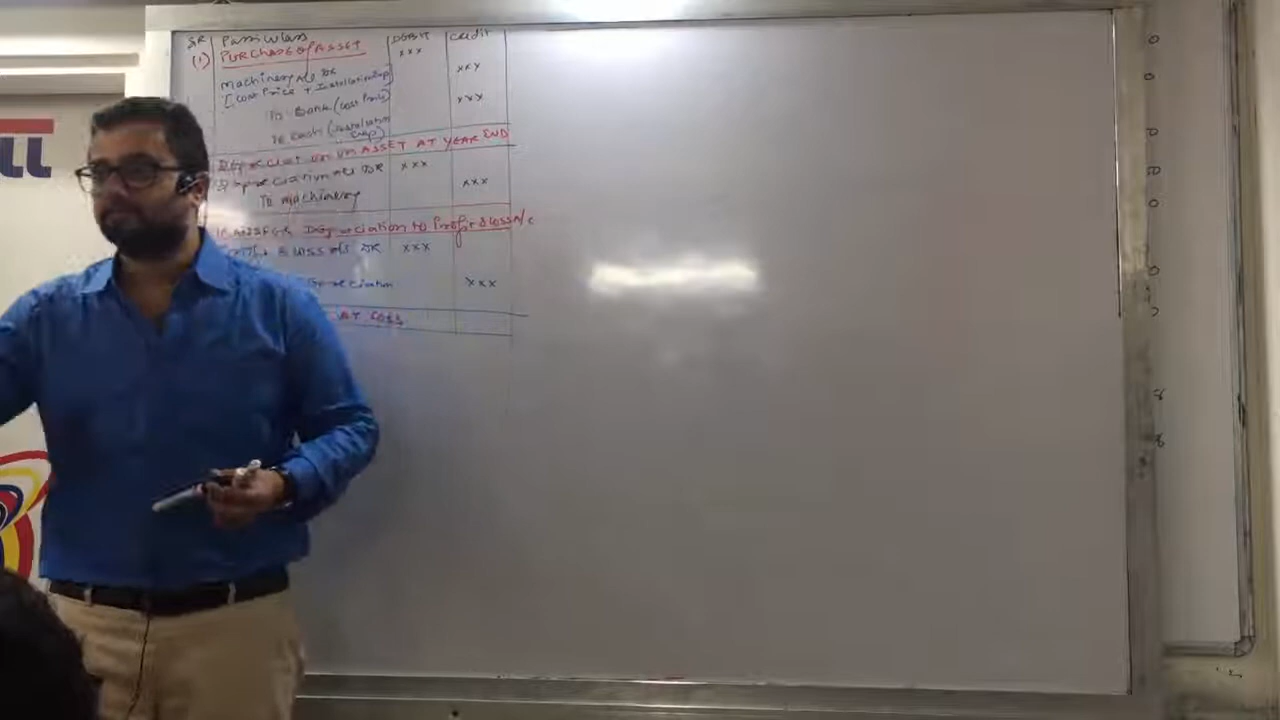 SR Particulars DEBIT Credit
(1) PURCHASE of ASSET xxx
Machinery A/c DR xxx
[Cost Price + Installation Exp]
To Bank (Cost Price) xxx
To Cash (Installation
Exp)
DEPRECIATION ON ASSET AT YEAR END
Depreciation A/c DR xxx
To Machinery xxx
TRANSFER Depreciation to Profit & Loss A/c
Profit & Loss A/c DR xxx
Depreciation xxx
AT LOSS